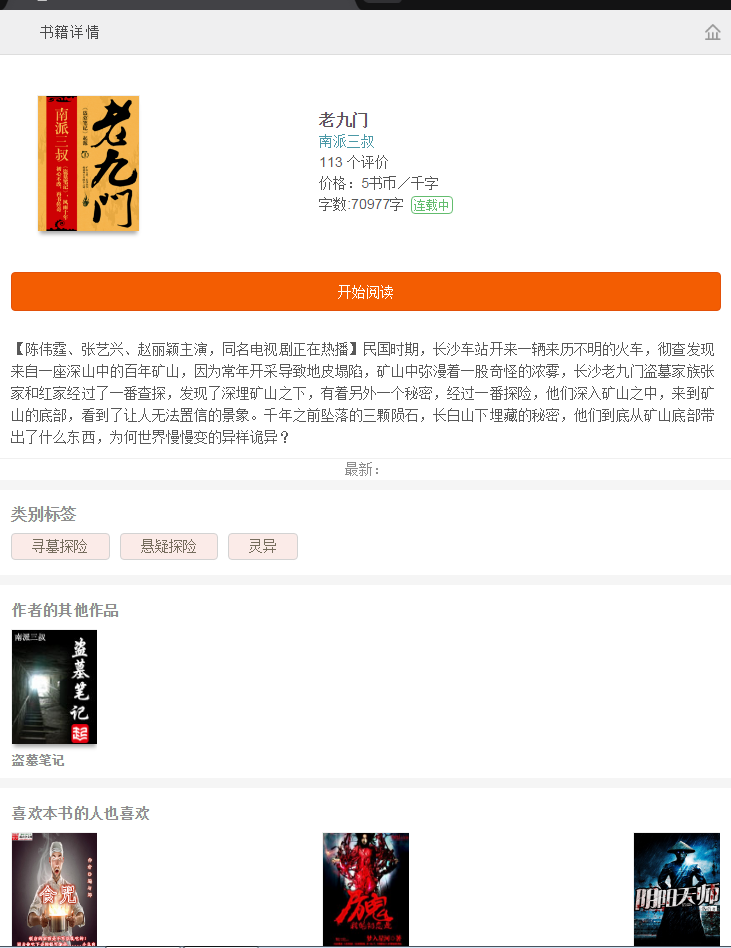 书籍详情
南派三叔
老九门
老九门
南派三叔
113 个评价
价格：5书币／千字
字数:70977字 连载中
开始阅读
【陈伟霆、张艺兴、赵丽颖主演，同名电视剧正在热播】民国时期，长沙车站开来一辆来历不明的火车，彻查发现
来自一座深山中的百年矿山，因为常年开采导致地皮塌陷，矿山中弥漫着一股奇怪的浓雾，长沙老九门盗墓家族张
家和红家经过了一番查探，发现了深埋矿山之下，有着另外一个秘密，经过一番探险，他们深入矿山之中，来到矿
山的底部，看到了让人无法置信的景象。千年之前坠落的三颗陨石，长白山下埋藏的秘密，他们到底从矿山底部带
出了什么东西，为何世界慢慢变的异样诡异？
最新：
类别标签
寻墓探险 悬疑探险 灵异
作者的其他作品
南派三叔
盗墓笔记
起
盗墓笔记
喜欢本书的人也喜欢
食咒
厉鬼
阴阳天师